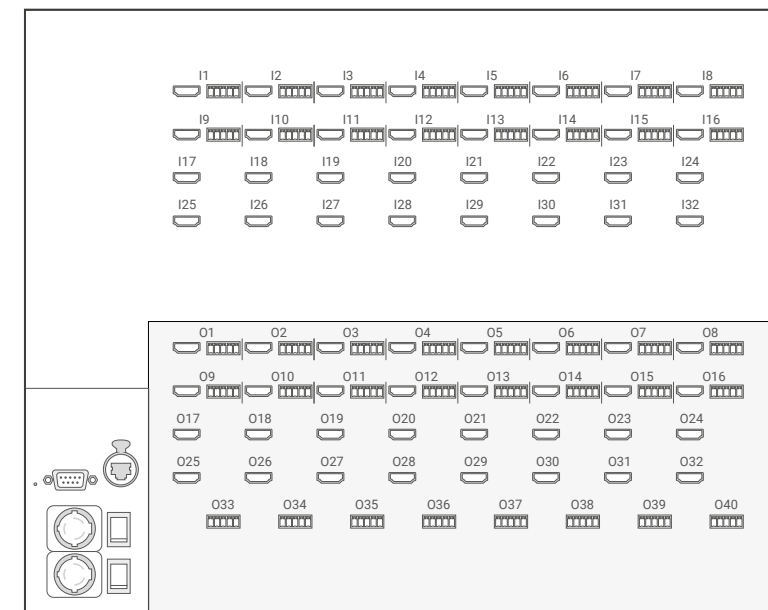 I1 I2 I3 I4 I5 I6 I7 I8
I9 I10 I11 I12 I13 I14 I15 I16
I17 I18 I19 I20 I21 I22 I23 I24
I25 I26 I27 I28 I29 I30 I31 I32
O1 O2 O3 O4 O5 O6 O7 O8
O9 O10 O11 O12 O13 O14 O15 O16
O17 O18 O19 O20 O21 O22 O23 O24
O25 O26 O27 O28 O29 O30 O31 O32
O33 O34 O35 O36 O37 O38 O39 O40